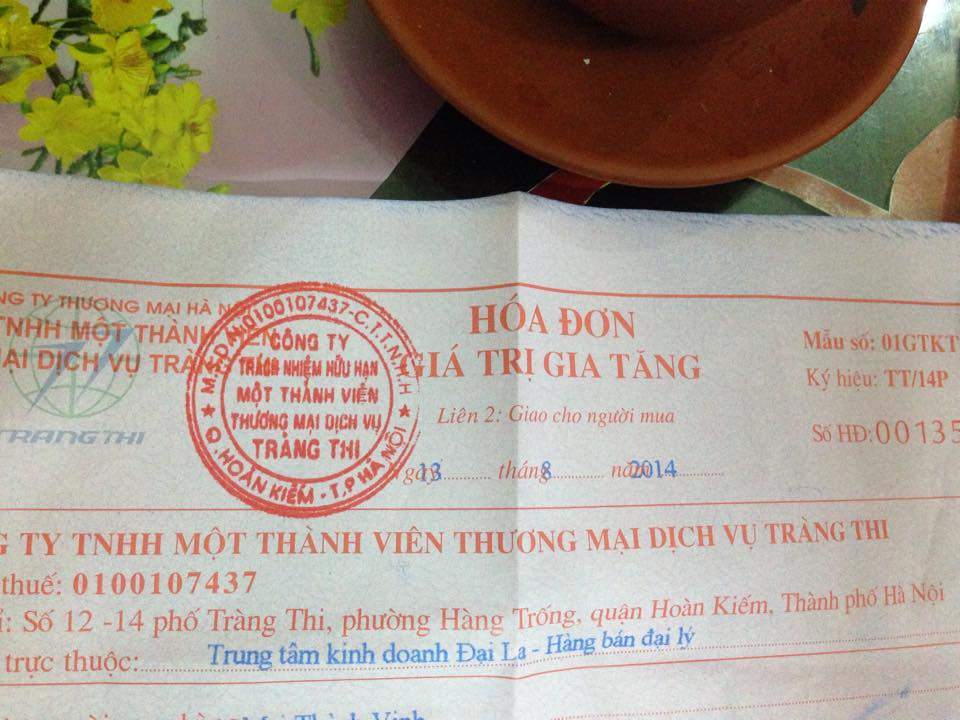 TY THƯƠNG MẠI HÀ
TNHH MỘT THÀNH VIÊN
MẠI DỊCH VỤ TRÀNG
TRANGTHI
M.S.D.N:0100107437-C.T.T.N.H.H
CÔNG TY
TRÁCH NHIỆM HỮU HẠN
MỘT THÀNH VIÊN
THƯƠNG MẠI DỊCH VỤ
TRÀNG THI
Q.HOÀN KIẾM - T.P HÀ NỘI
HÓA ĐƠN
GIÁ TRỊ GIA TĂNG
Liên 2: Giao cho người mua
Ngày 13 tháng 8 năm 2014
Mẫu số: 01GTKT
Ký hiệu: TT/14P
Số HĐ: 00135
TY TNHH MỘT THÀNH VIÊN THƯƠNG MẠI DỊCH VỤ TRÀNG THI
thuế: 0100107437
Số 12 -14 phố Tràng Thi, phường Hàng Trống, quận Hoàn Kiếm, Thành phố Hà Nội
trực thuộc: Trung tâm kinh doanh Đại La - Hàng bán đại lý